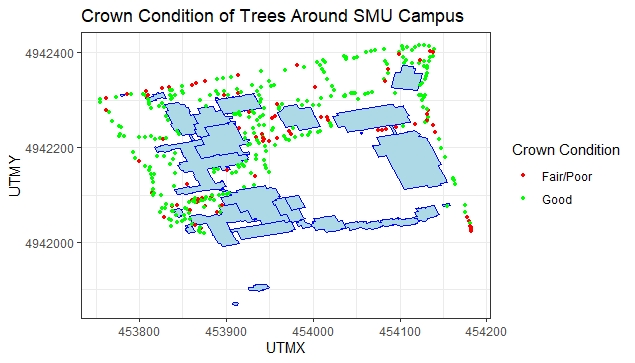 Crown Condition of Trees Around SMU Campus
4942400
4942200
4942000
UTMY
453800 453900 454000 454100 454200
UTMX
Crown Condition
Fair/Poor
Good